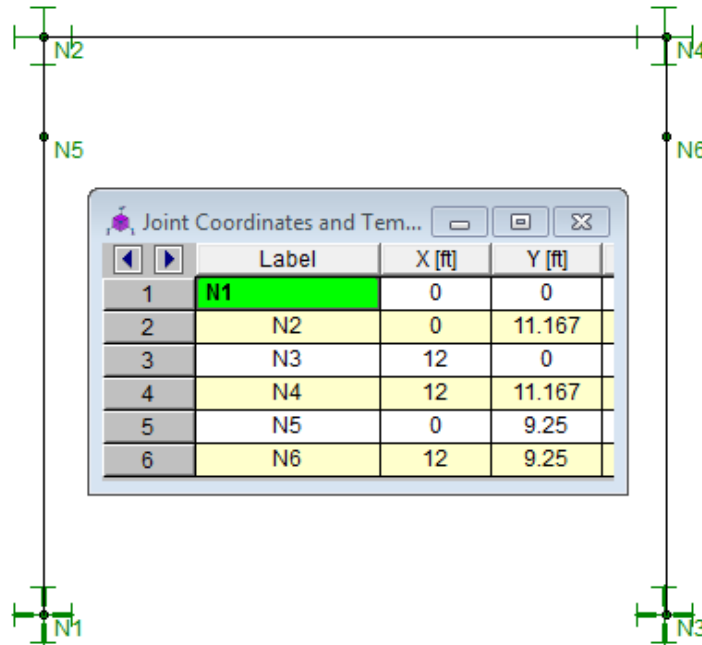 N2
N4
N5
N6
Joint Coordinates and Tem...
Label X [ft] Y [ft]
1 N1 0 0
2 N2 0 11.167
3 N3 12 0
4 N4 12 11.167
5 N5 0 9.25
6 N6 12 9.25
N1
N3